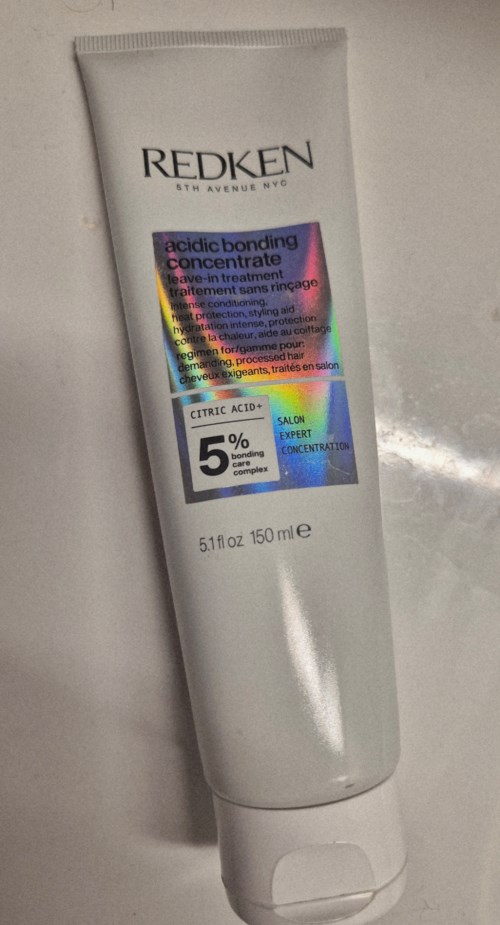 REDKEN
5TH AVENUE NYC
acidic bonding
concentrate
leave-in treatment
traitement sans rinçage
intense conditioning,
heat protection, styling aid
hydratation intense, protection
contre la chaleur, aide au coiffage
regimen for/gamme pour:
demanding, processed hair
cheveux exigeants, traités en salon
CITRIC ACID+
5%
bonding
care
complex
SALON
EXPERT
CONCENTRATION
5.1 fl oz 150 ml ℮